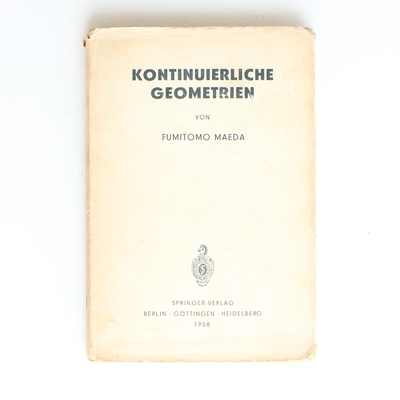 KONTINUIERLICHE
GEOMETRIEN
VON
FUMITOMO MAEDA
SPRINGER-VERLAG
BERLIN · GÖTTINGEN · HEIDELBERG
1958